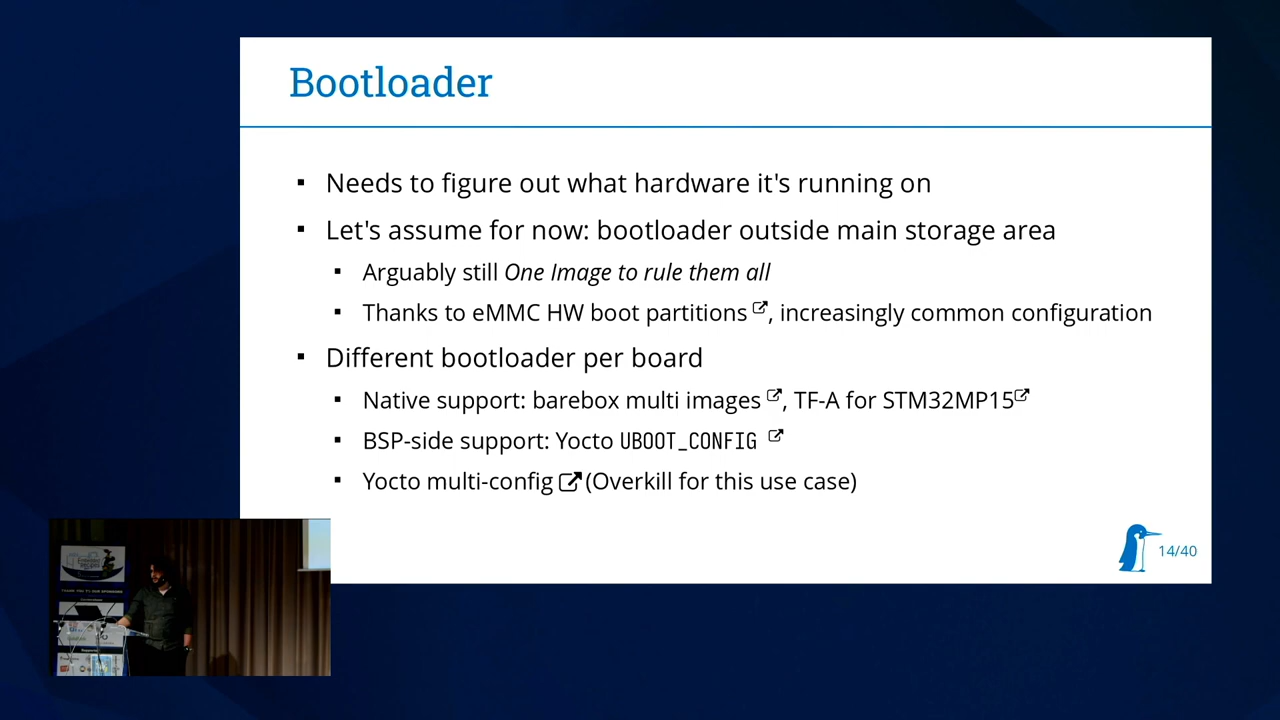 Bootloader
Needs to figure out what hardware it's running on
Let's assume for now: bootloader outside main storage area
Arguably still One Image to rule them all
Thanks to eMMC HW boot partitions , increasingly common configuration
Different bootloader per board
Native support: barebox multi images , TF-A for STM32MP15
BSP-side support: Yocto UBOOT_CONFIG
Yocto multi-config (Overkill for this use case)
14/40